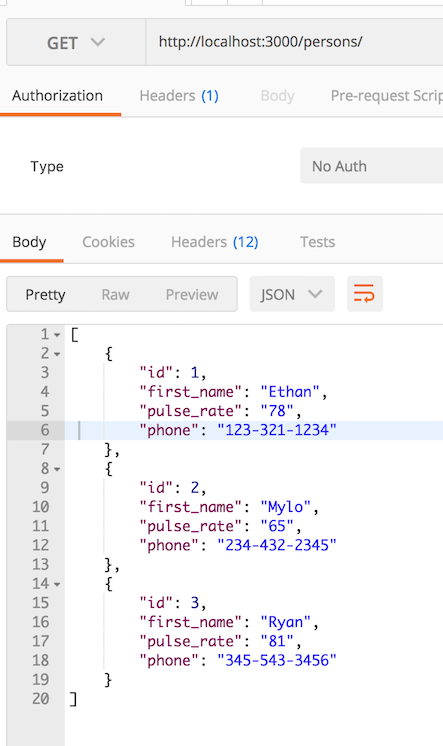 GET http://localhost:3000/persons/
Authorization Headers (1) Body Pre-request Scrip
Type No Auth
Body Cookies Headers (12) Tests
Pretty Raw Preview JSON
1 [
2 {
3 "id": 1,
4 "first_name": "Ethan",
5 "pulse_rate": "78",
6 "phone": "123-321-1234"
7 },
8 {
9 "id": 2,
10 "first_name": "Mylo",
11 "pulse_rate": "65",
12 "phone": "234-432-2345"
13 },
14 {
15 "id": 3,
16 "first_name": "Ryan",
17 "pulse_rate": "81",
18 "phone": "345-543-3456"
19 }
20 ]